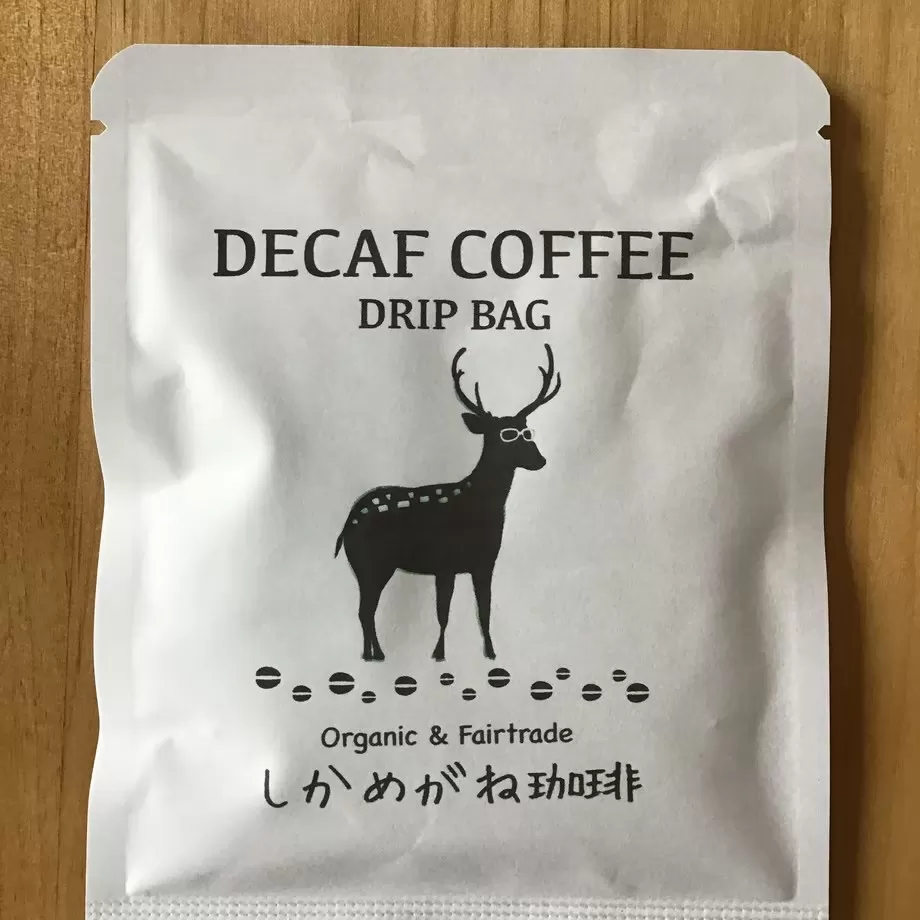 DECAF COFFEE
DRIP BAG
Organic & Fairtrade
しかめがね珈琲